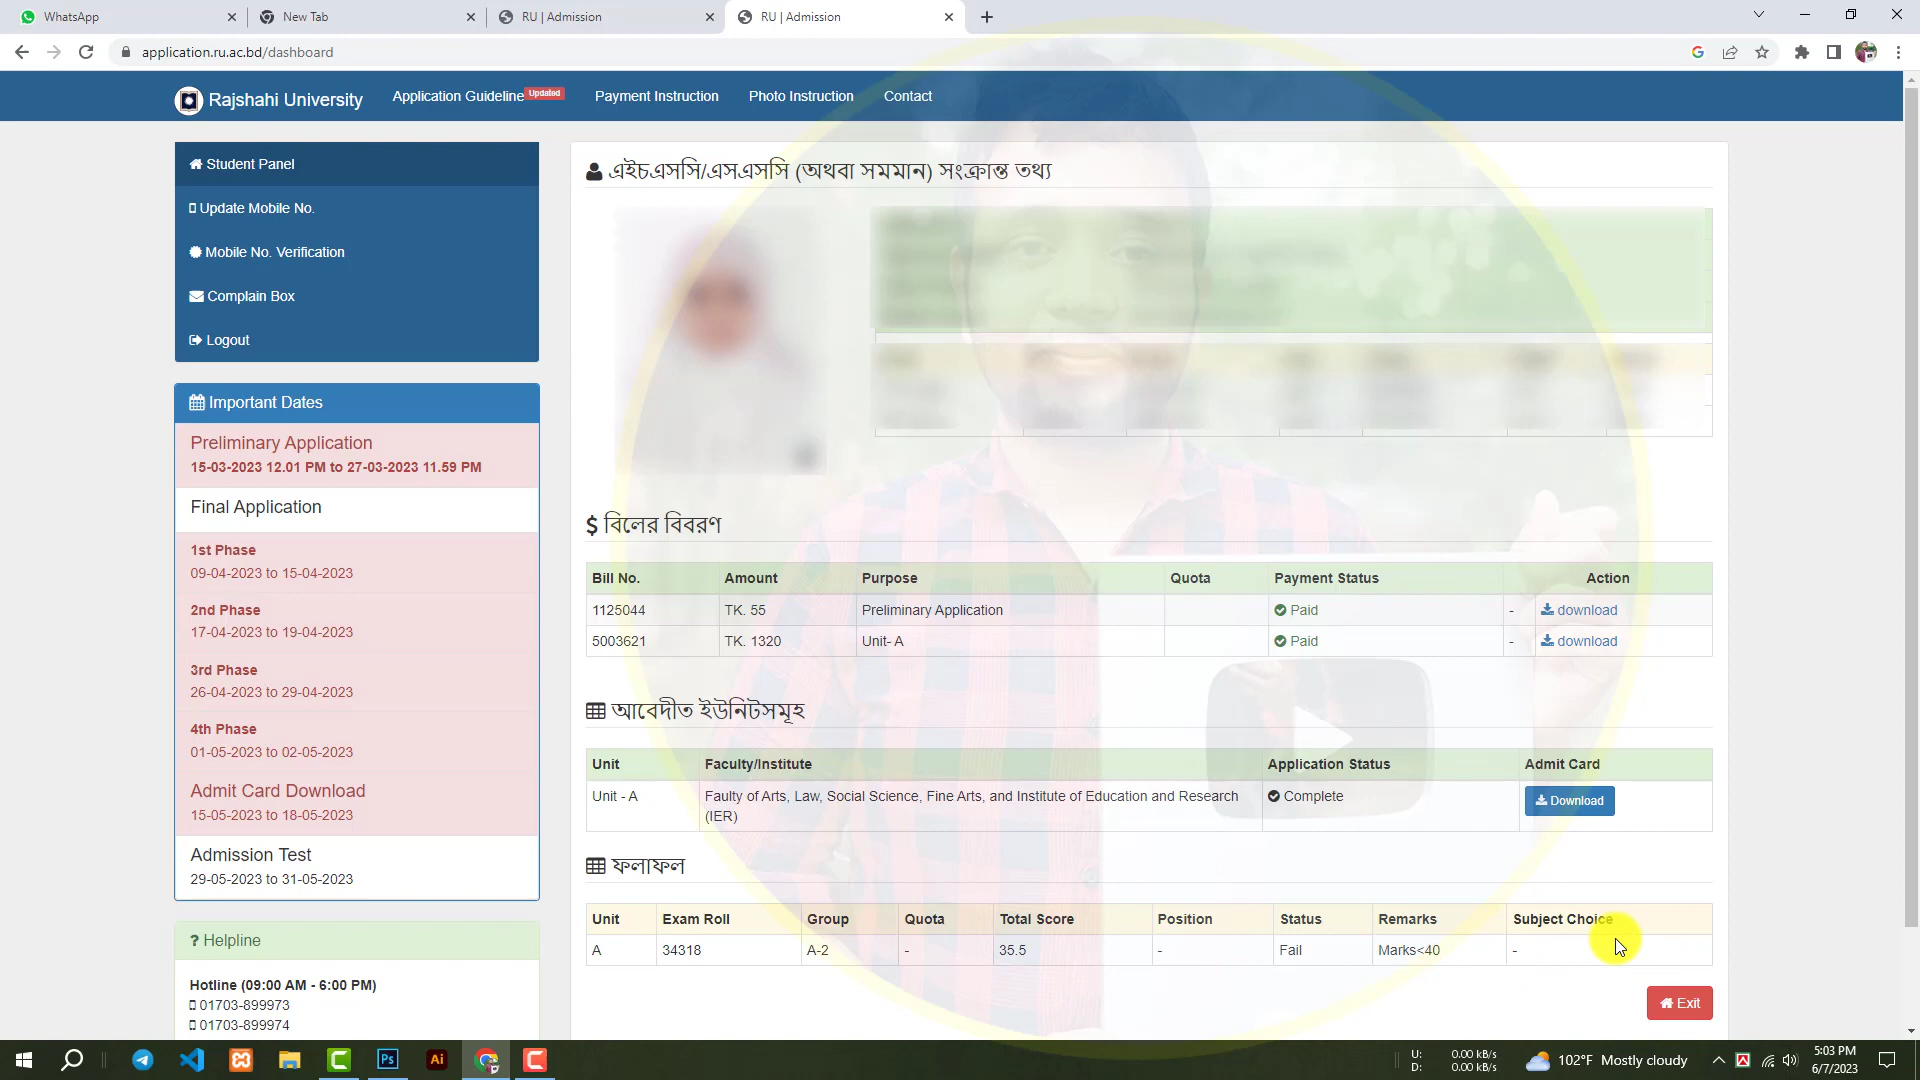 WhatsApp
New Tab
RU | Admission
RU | Admission
application.ru.ac.bd/dashboard
Rajshahi University
Application Guideline Updated
Payment Instruction
Photo Instruction
Contact
Student Panel
Update Mobile No.
Mobile No. Verification
Complain Box
Logout
Important Dates
Preliminary Application
15-03-2023 12.01 PM to 27-03-2023 11.59 PM
Final Application
1st Phase
09-04-2023 to 15-04-2023
2nd Phase
17-04-2023 to 19-04-2023
3rd Phase
26-04-2023 to 29-04-2023
4th Phase
01-05-2023 to 02-05-2023
Admit Card Download
15-05-2023 to 18-05-2023
Admission Test
29-05-2023 to 31-05-2023
? Helpline
Hotline (09:00 AM - 6:00 PM)
01703-899973
01703-899974
এইচএসসি/এসএসসি (অথবা সমমান) সংক্রান্ত তথ্য
$ বিলের বিবরণ
Bill No. Amount Purpose Quota Payment Status Action
1125044 TK. 55 Preliminary Application Paid - download
5003621 TK. 1320 Unit- A Paid - download
আবেদীত ইউনিটসমূহ
Unit Faculty/Institute Application Status Admit Card
Unit - A Faulty of Arts, Law, Social Science, Fine Arts, and Institute of Education and Research Complete Download
(IER)
ফলাফল
Unit Exam Roll Group Quota Total Score Position Status Remarks Subject Choice
A 34318 A-2 - 35.5 - Fail Marks<40 -
Exit
Ps
Ai
U: 0.00 kB/s
D: 0.00 kB/s
102°F Mostly cloudy
5:03 PM
6/7/2023